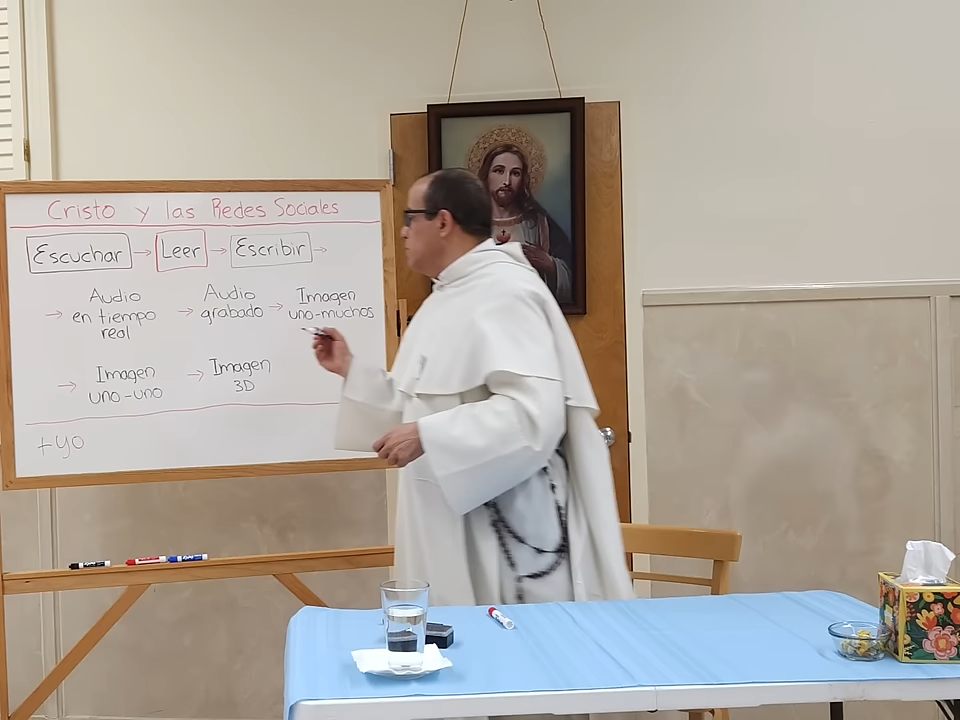 Cristo y las Redes Sociales
Escuchar → Leer → Escribir →
→ Audio en tiempo real
→ Audio grabado
→ Imagen uno-muchos
→ Imagen uno-uno
→ Imagen 3D
+yo